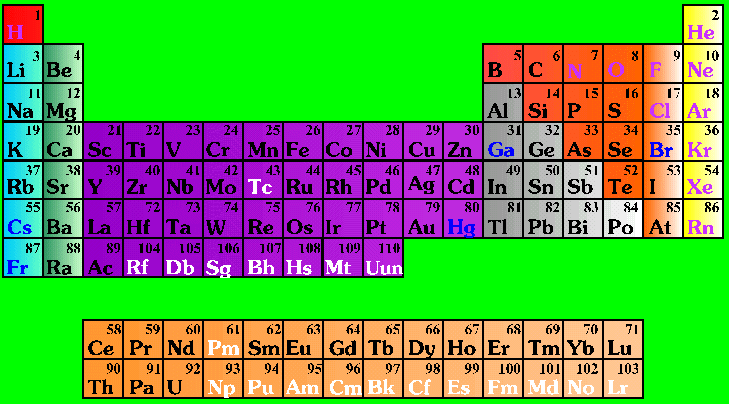 1 2
H He
3 4 5 6 7 8 9 10
Li Be B C N O F Ne
11 12 13 14 15 16 17 18
Na Mg Al Si P S Cl Ar
19 20 21 22 23 24 25 26 27 28 29 30 31 32 33 34 35 36
K Ca Sc Ti V Cr Mn Fe Co Ni Cu Zn Ga Ge As Se Br Kr
37 38 39 40 41 42 43 44 45 46 47 48 49 50 51 52 53 54
Rb Sr Y Zr Nb Mo Tc Ru Rh Pd Ag Cd In Sn Sb Te I Xe
55 56 57 72 73 74 75 76 77 78 79 80 81 82 83 84 85 86
Cs Ba La Hf Ta W Re Os Ir Pt Au Hg Tl Pb Bi Po At Rn
87 88 89 104 105 106 107 108 109 110
Fr Ra Ac Rf Db Sg Bh Hs Mt Uun
58 59 60 61 62 63 64 65 66 67 68 69 70 71
Ce Pr Nd Pm Sm Eu Gd Tb Dy Ho Er Tm Yb Lu
90 91 92 93 94 95 96 97 98 99 100 101 102 103
Th Pa U Np Pu Am Cm Bk Cf Es Fm Md No Lr